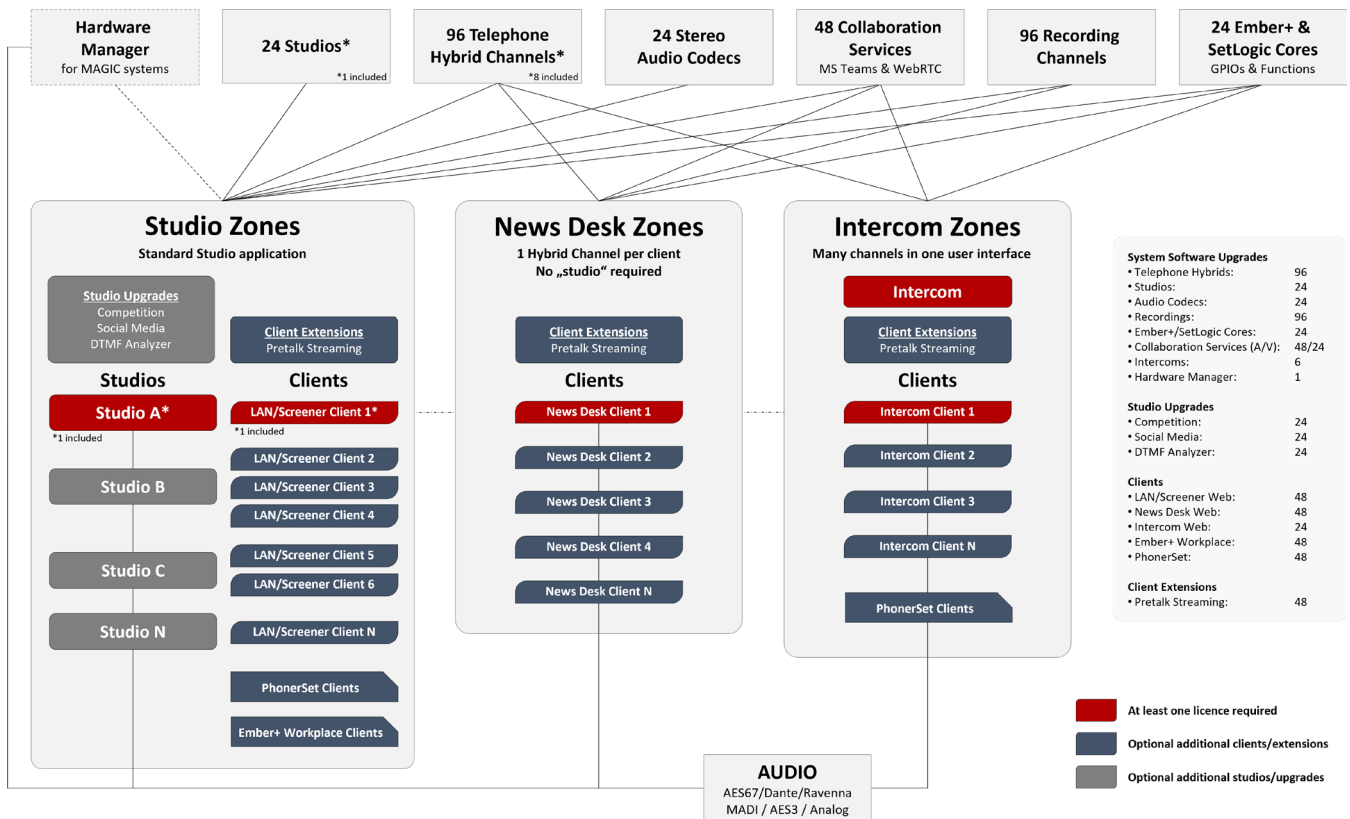 Hardware
Manager
for MAGIC systems
24 Studios*
*1 included
96 Telephone
Hybrid Channels*
*8 included
24 Stereo
Audio Codecs
48 Collaboration
Services
MS Teams & WebRTC
96 Recording
Channels
24 Ember+ &
SetLogic Cores
GPIOs & Functions
Studio Zones
Standard Studio application
Studio Upgrades
Competition
Social Media
DTMF Analyzer
Client Extensions
Pretalk Streaming
Studios
Clients
Studio A*
*1 included
LAN/Screener Client 1*
*1 included
LAN/Screener Client 2
Studio B
LAN/Screener Client 3
LAN/Screener Client 4
LAN/Screener Client 5
Studio C
LAN/Screener Client 6
Studio N
LAN/Screener Client N
PhonerSet Clients
Ember+ Workplace Clients
News Desk Zones
1 Hybrid Channel per client
No „studio“ required
Client Extensions
Pretalk Streaming
Clients
News Desk Client 1
News Desk Client 2
News Desk Client 3
News Desk Client 4
News Desk Client N
Intercom Zones
Many channels in one user interface
Intercom
Client Extensions
Pretalk Streaming
Clients
Intercom Client 1
Intercom Client 2
Intercom Client 3
Intercom Client N
PhonerSet Clients
System Software Upgrades
• Telephone Hybrids: 96
• Studios: 24
• Audio Codecs: 24
• Recordings: 96
• Ember+/SetLogic Cores: 24
• Collaboration Services (A/V): 48/24
• Intercoms: 6
• Hardware Manager: 1
Studio Upgrades
• Competition: 24
• Social Media: 24
• DTMF Analyzer: 24
Clients
• LAN/Screener Web: 48
• News Desk Web: 48
• Intercom Web: 24
• Ember+ Workplace: 48
• PhonerSet: 48
Client Extensions
• Pretalk Streaming: 48
At least one licence required
Optional additional clients/extensions
Optional additional studios/upgrades
AUDIO
AES67/Dante/Ravenna
MADI / AES3 / Analog